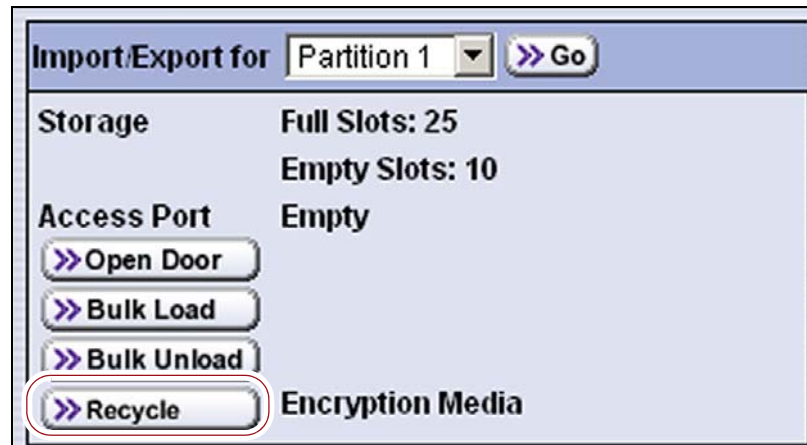 Import/Export for Partition 1 >> Go
Storage Full Slots: 25
Empty Slots: 10
Access Port Empty
>> Open Door
>> Bulk Load
>> Bulk Unload
>> Recycle Encryption Media